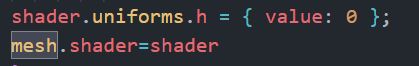 shader.uniforms.h = { value: 0 };
mesh.shader=shader